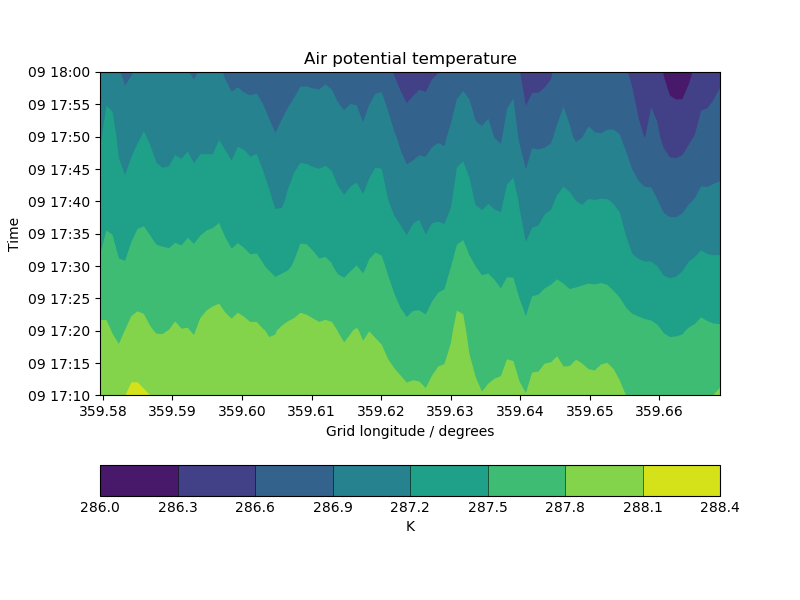 Air potential temperature
09 18:00
09 17:55
09 17:50
09 17:45
09 17:40
09 17:35
09 17:30
09 17:25
09 17:20
09 17:15
09 17:10
Time
359.58 359.59 359.60 359.61 359.62 359.63 359.64 359.65 359.66
Grid longitude / degrees
286.0 286.3 286.6 286.9 287.2 287.5 287.8 288.1 288.4
K